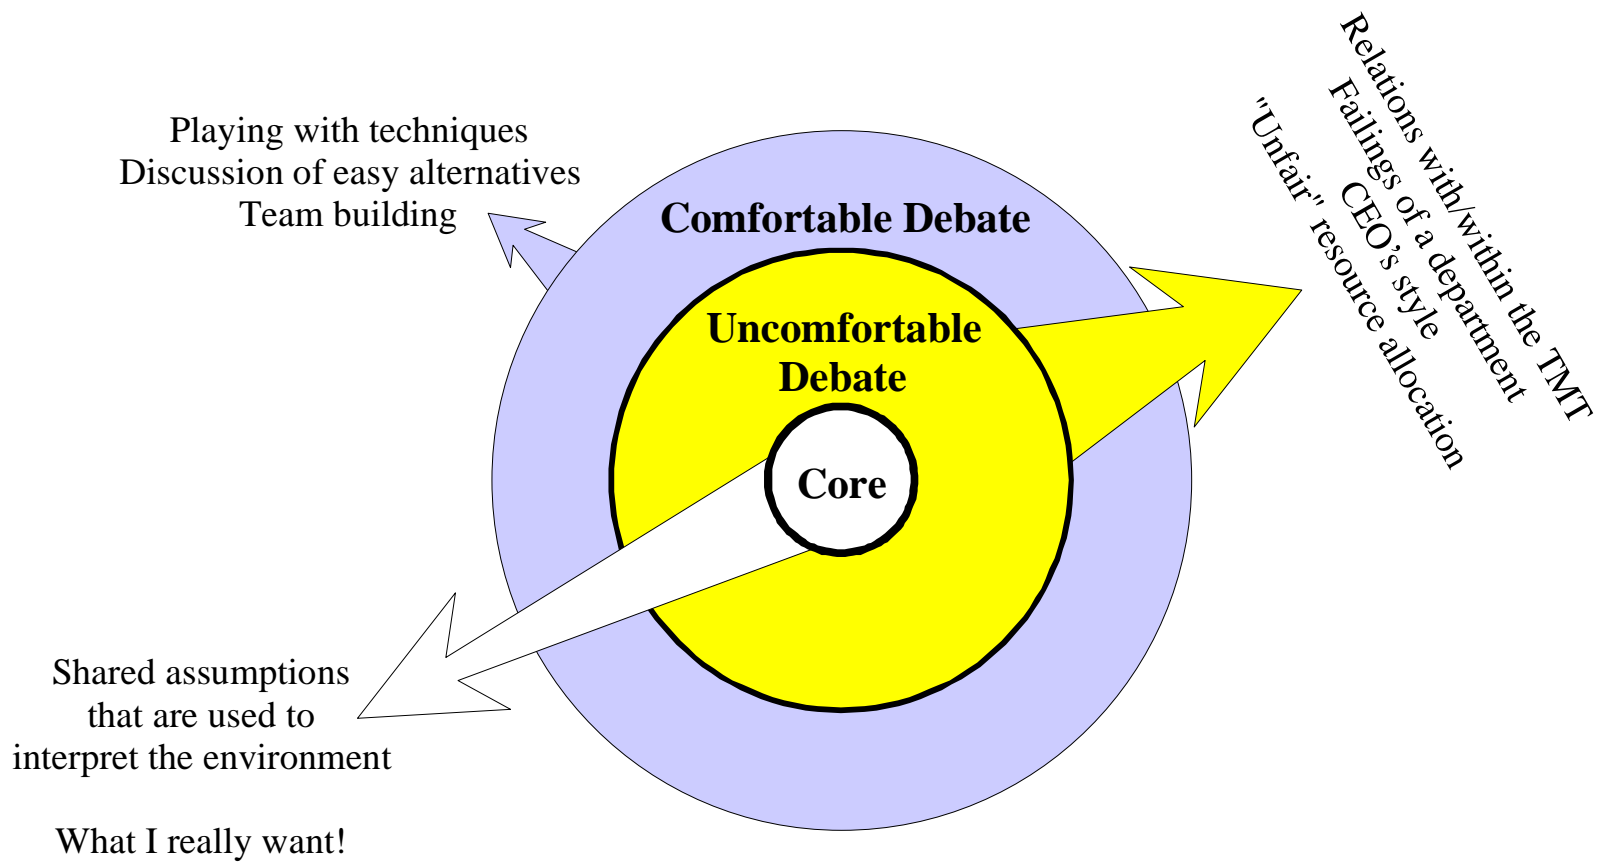 Playing with techniques
Discussion of easy alternatives
Team building
Comfortable Debate
Uncomfortable
Debate
Core
Relations with/within the TMT
Failings of a department
CEO’s style
"Unfair" resource allocation
Shared assumptions
that are used to
interpret the environment
What I really want!